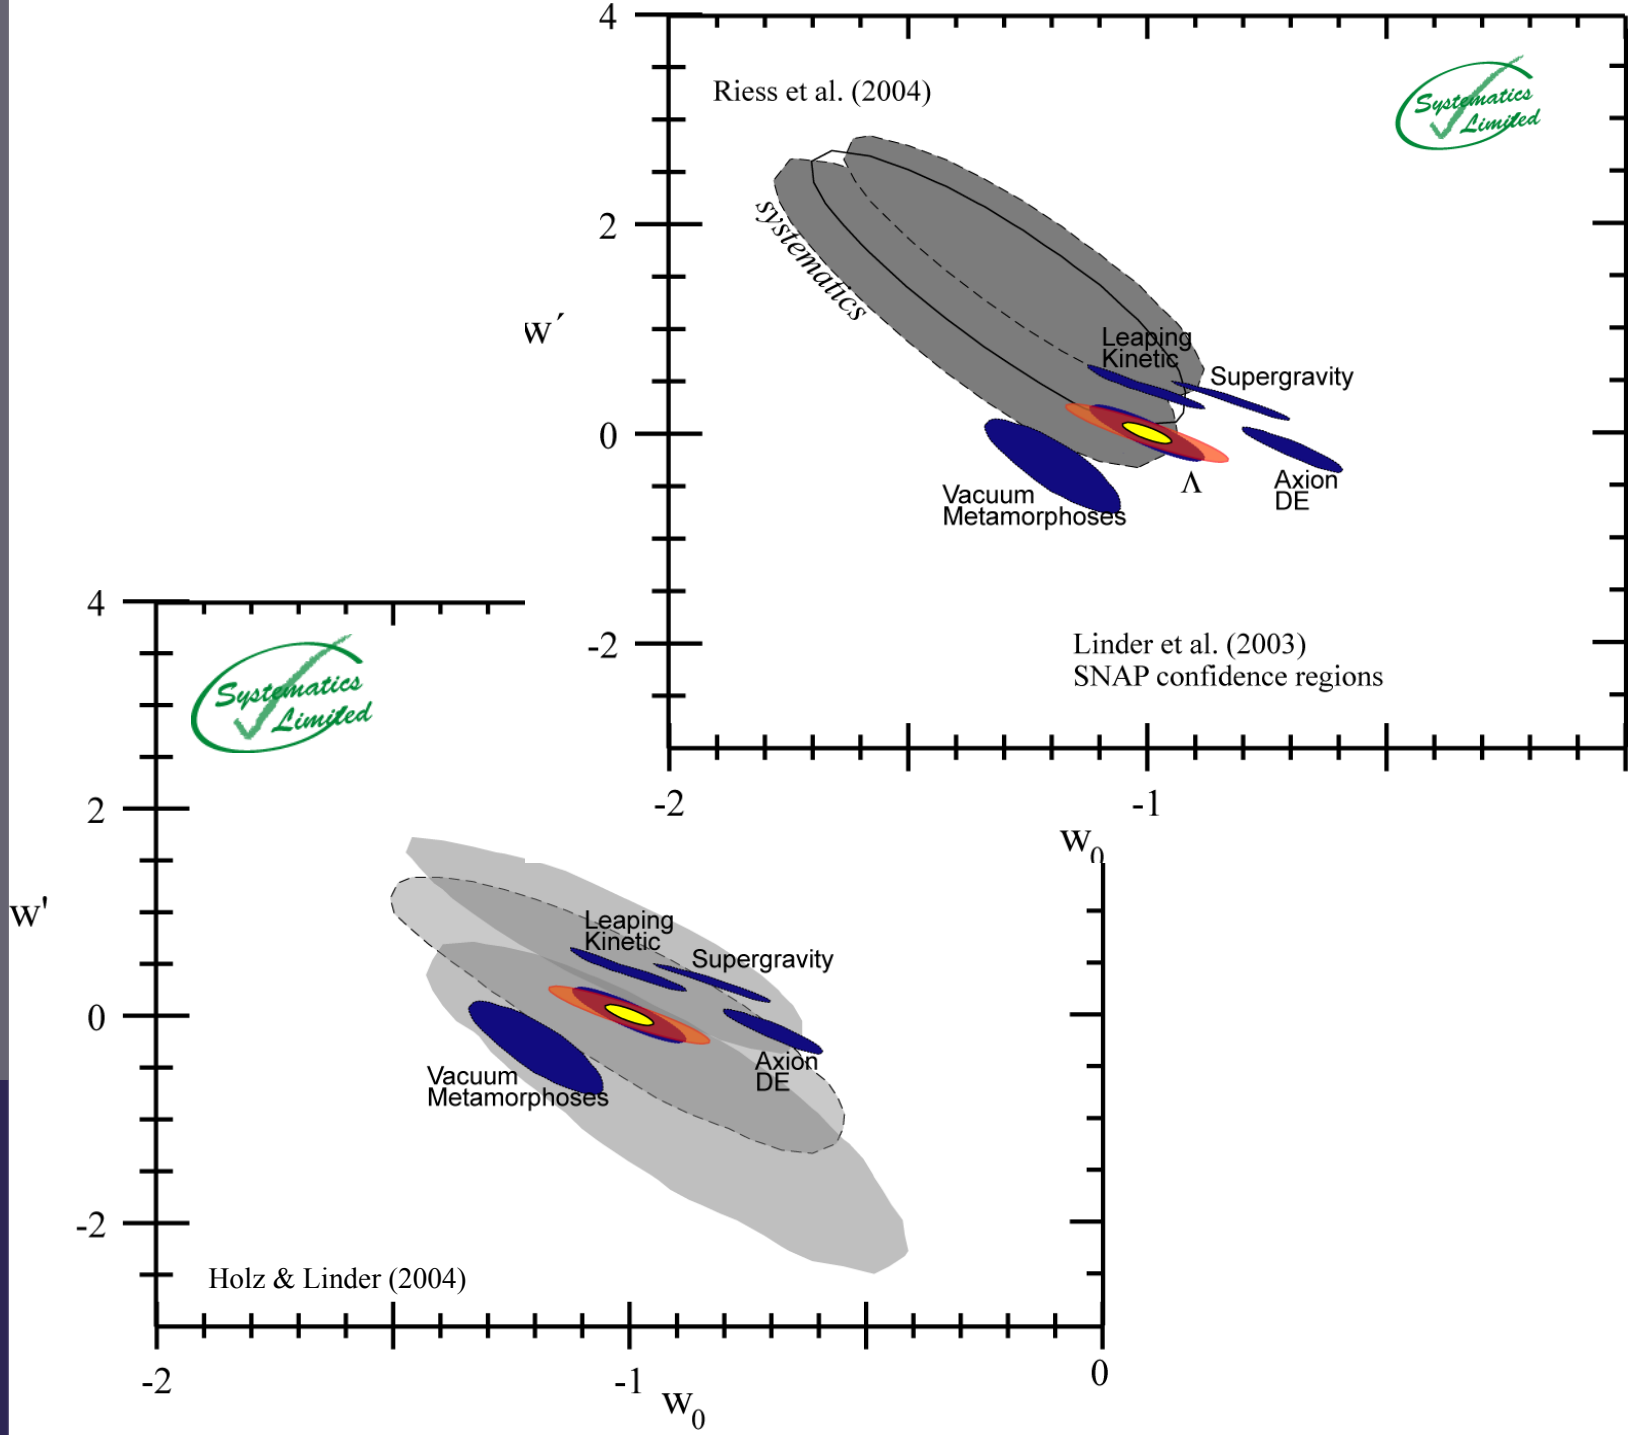 4
Riess et al. (2004)
Systematics
Limited
2
systematics
w´
Leaping
Kinetic
Supergravity
0
Λ
Axion
DE
Vacuum
Metamorphoses
-2
Linder et al. (2003)
SNAP confidence regions
-2
-1
w0
4
Systematics
Limited
2
w'
Leaping
Kinetic
Supergravity
0
Axion
DE
Vacuum
Metamorphoses
-2
Holz & Linder (2004)
-2
-1
0
w0